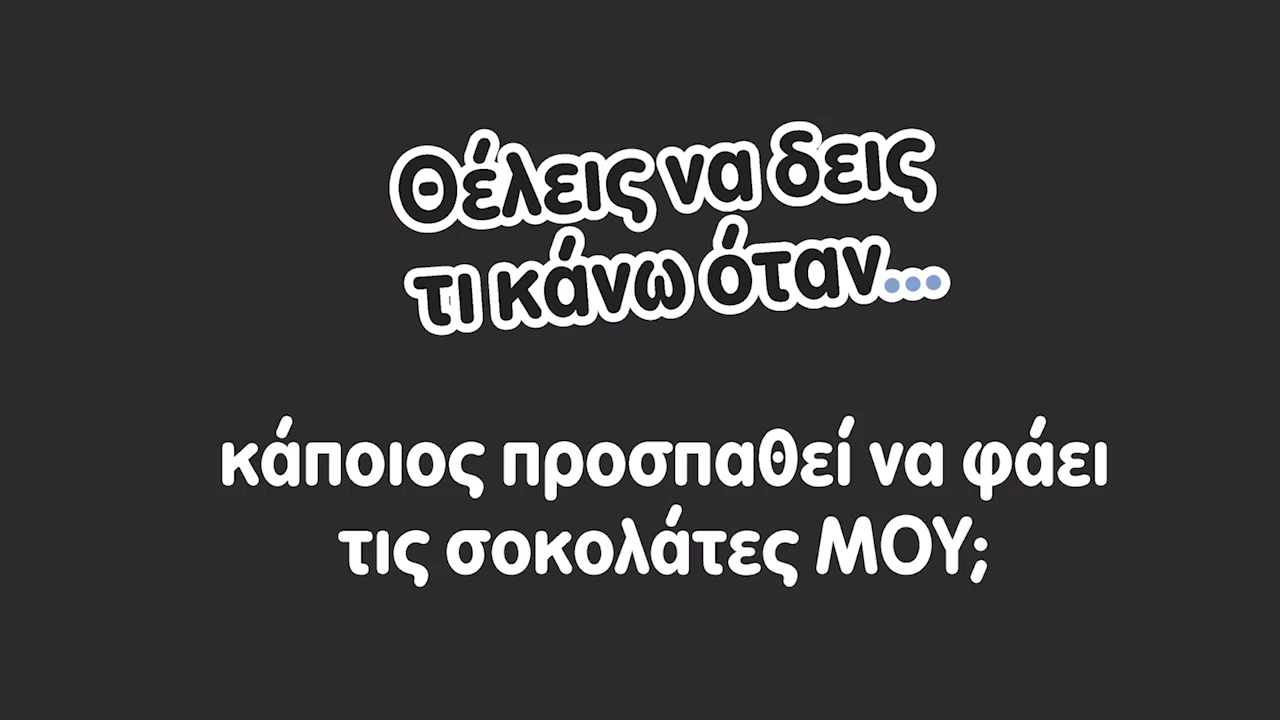 Θέλεις να δεις
τι κάνω όταν...
κάποιος προσπαθεί να φάει
τις σοκολάτες ΜΟΥ;